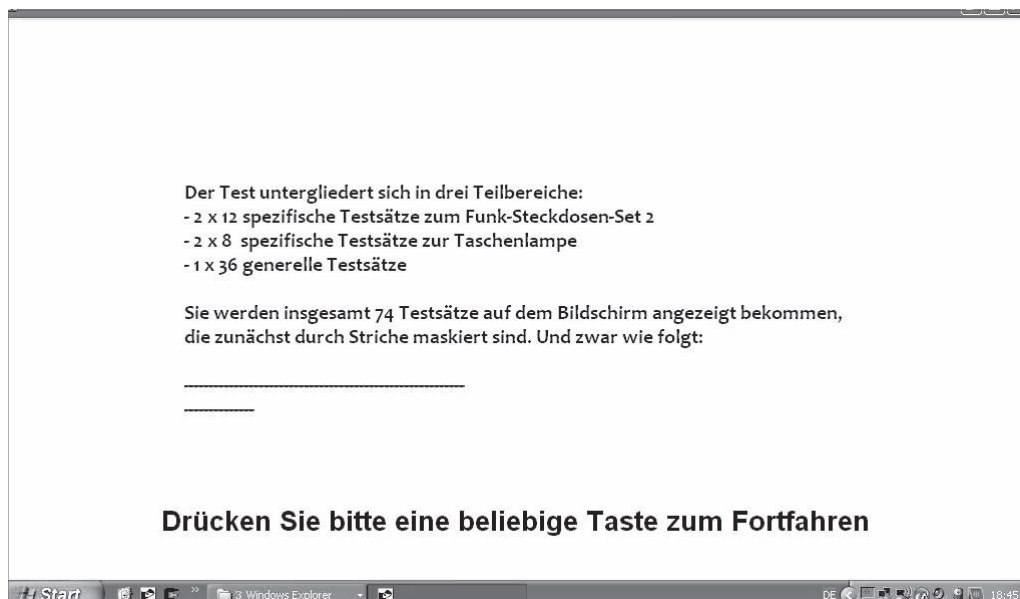 Der Test untergliedert sich in drei Teilbereiche:
- 2 x 12 spezifische Testsätze zum Funk-Steckdosen-Set 2
- 2 x 8  spezifische Testsätze zur Taschenlampe
- 1 x 36 generelle Testsätze
Sie werden insgesamt 74 Testsätze auf dem Bildschirm angezeigt bekommen,
die zunächst durch Striche maskiert sind. Und zwar wie folgt:
Drücken Sie bitte eine beliebige Taste zum Fortfahren
Start » 3 Windows Explorer DE 18:45